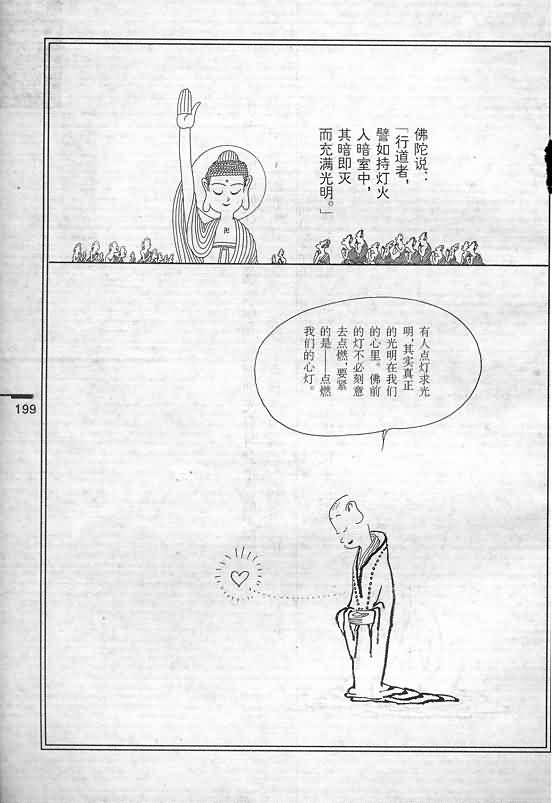 佛陀说：
「行道者，
譬如持灯火
人暗室中，
其暗即灭
而充满光明。」
卍
有人点灯求光
明，其实真正
的光明在我们
的心里。佛前
的灯不必刻意
去点燃，要紧
的是——点燃
我们的心灯。
199